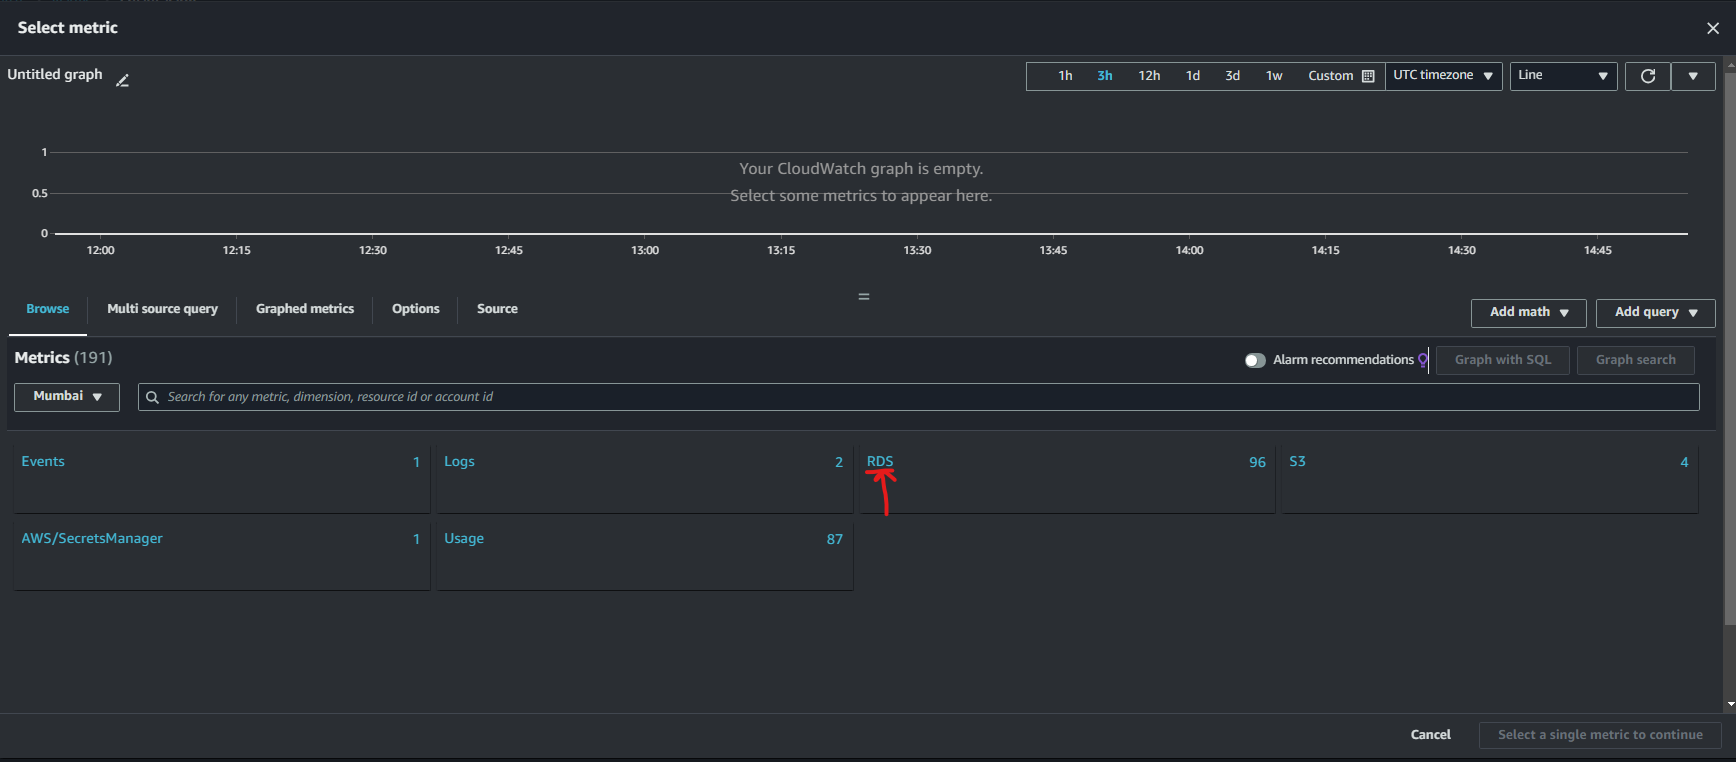 Select metric
Untitled graph
1h 3h 12h 1d 3d 1w Custom UTC timezone Line
1
Your CloudWatch graph is empty.
0.5
Select some metrics to appear here.
0
12:00 12:15 12:30 12:45 13:00 13:15 13:30 13:45 14:00 14:15 14:30 14:45
Browse Multi source query Graphed metrics Options Source
Add math Add query
Metrics (191)
Alarm recommendations Graph with SQL Graph search
Mumbai Search for any metric, dimension, resource id or account id
Events 1 Logs 2 RDS 96 S3 4
AWS/SecretsManager 1 Usage 87
Cancel Select a single metric to continue